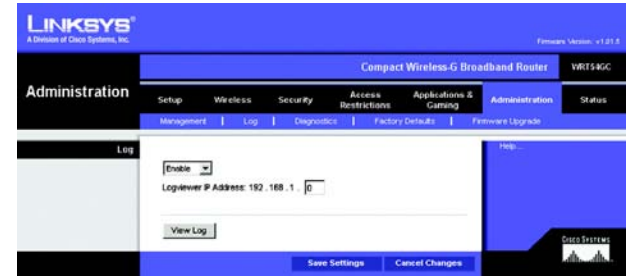 LINKSYS®
A Division of Cisco Systems, Inc.
Firmware Version: v1.01.5
Compact Wireless-G Broadband Router
WRT54GC
Administration
Setup
Wireless
Security
Access Restrictions
Applications & Gaming
Administration
Status
Management | Log | Diagnostics | Factory Defaults | Firmware Upgrade
Log
Enable
Logviewer IP Address: 192 . 168 . 1 . 0
View Log
Help...
Save Settings
Cancel Changes
CISCO SYSTEMS